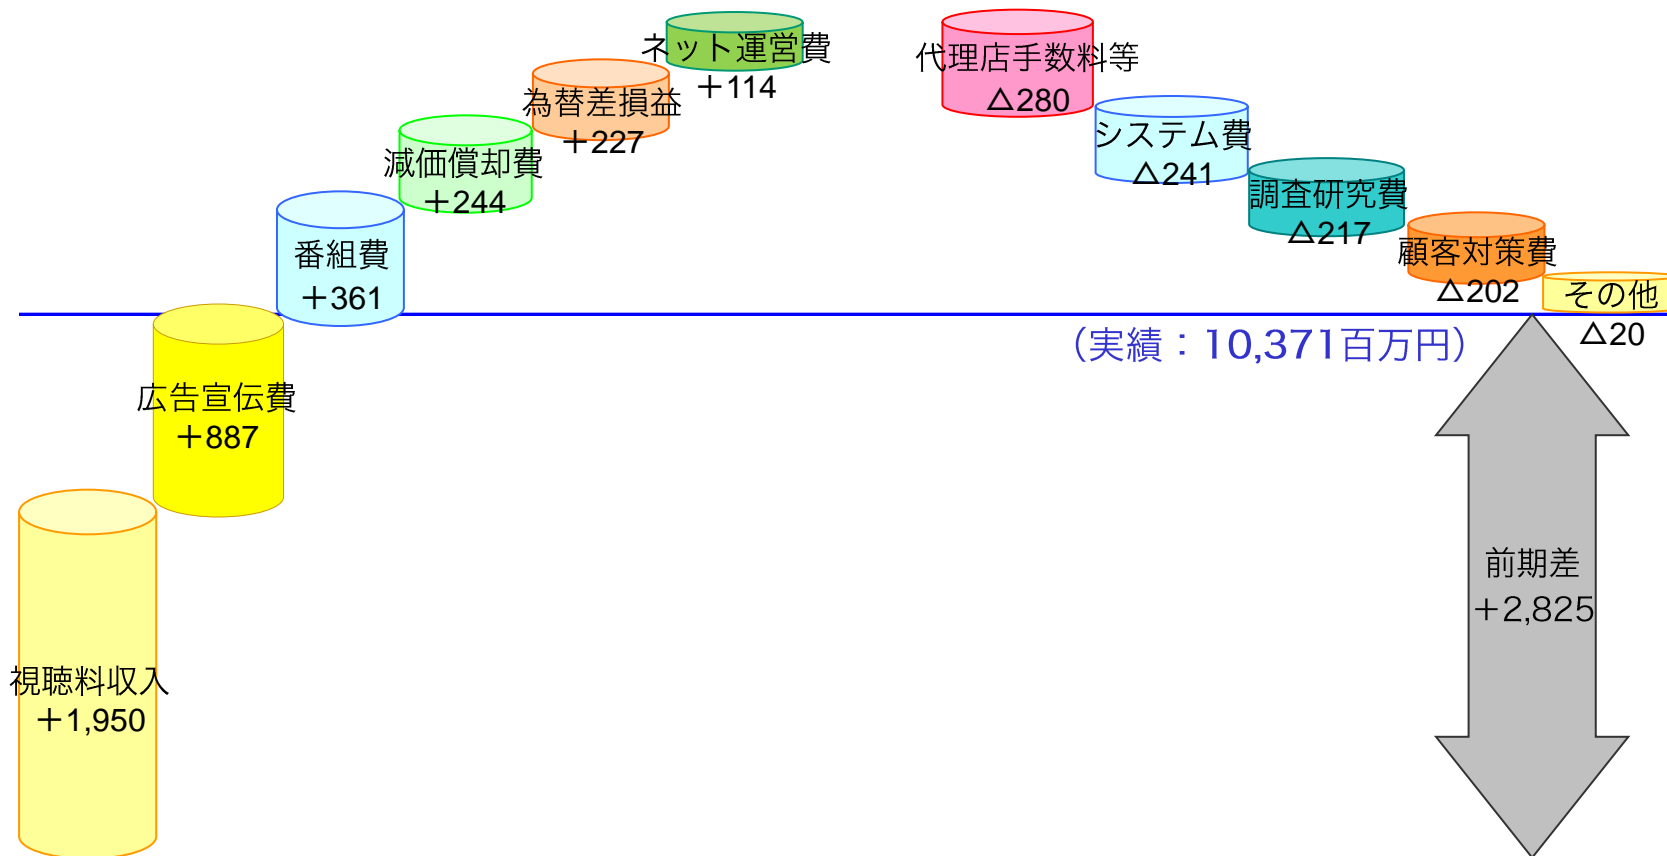 ネット運営費
＋114
為替差損益
＋227
減価償却費
＋244
番組費
＋361
広告宣伝費
＋887
視聴料収入
＋1,950
代理店手数料等
△280
システム費
△241
調査研究費
△217
顧客対策費
△202
その他
△20
（実績：10,371百万円）
前期差
＋2,825